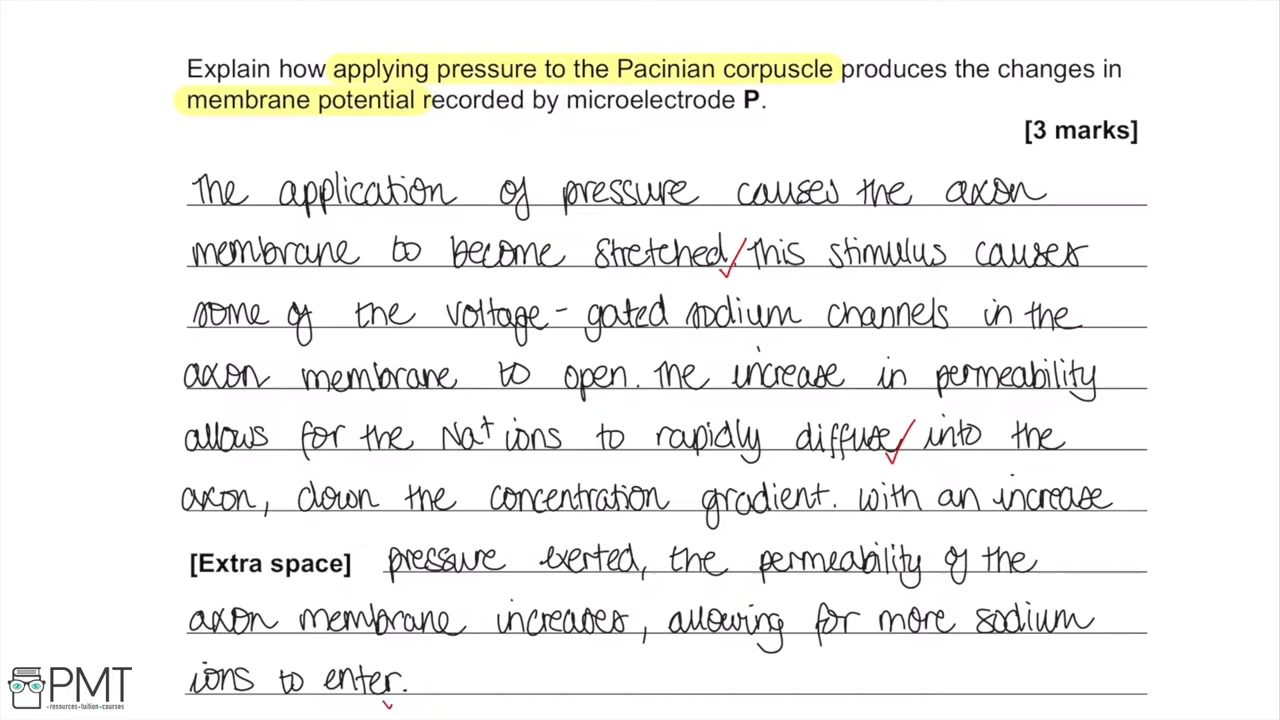 Explain how applying pressure to the Pacinian corpuscle produces the changes in
membrane potential recorded by microelectrode P.
[3 marks]
The application of pressure causes the axon
membrane to become stretched. This stimulus causes
some of the voltage-gated sodium channels in the
axon membrane to open. The increase in permeability
allows for the Na+ ions to rapidly diffuse into the
axon, down the concentration gradient. With an increase
[Extra space] pressure exerted, the permeability of the
axon membrane increases, allowing for more sodium
ions to enter.
PMT
•resources•tuition•courses